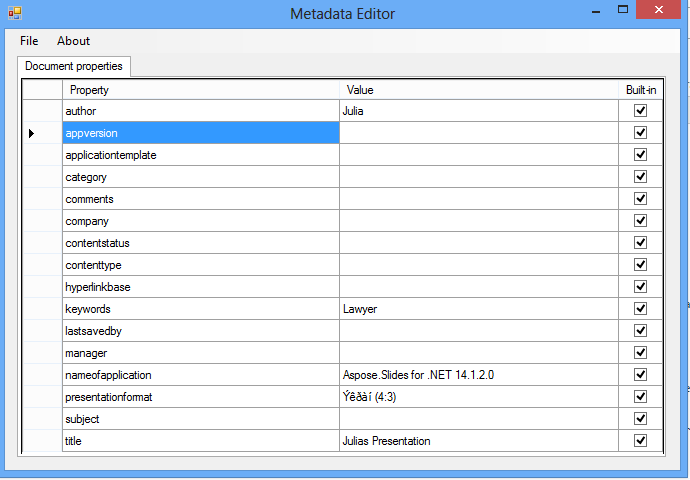 Metadata Editor
File About
Document properties
Property Value Built-in
author Julia
appversion
applicationtemplate
category
comments
company
contentstatus
contenttype
hyperlinkbase
keywords Lawyer
lastsavedby
manager
nameofapplication Aspose.Slides for .NET 14.1.2.0
presentationformat Ýêðàí (4:3)
subject
title Julias Presentation